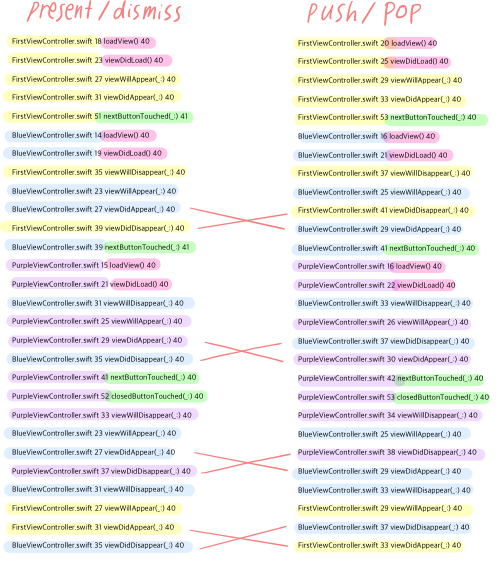 present / dismiss
FirstViewController.swift 18 loadView() 40
FirstViewController.swift 23 viewDidLoad() 40
FirstViewController.swift 27 viewWillAppear(_:) 40
FirstViewController.swift 31 viewDidAppear(_:) 40
FirstViewController.swift 51 nextButtonTouched(_:) 41
BlueViewController.swift 14 loadView() 40
BlueViewController.swift 19 viewDidLoad() 40
FirstViewController.swift 35 viewWillDisappear(_:) 40
BlueViewController.swift 23 viewWillAppear(_:) 40
BlueViewController.swift 27 viewDidAppear(_:) 40
FirstViewController.swift 39 viewDidDisappear(_:) 40
BlueViewController.swift 39 nextButtonTouched(_:) 41
PurpleViewController.swift 15 loadView() 40
PurpleViewController.swift 21 viewDidLoad() 40
BlueViewController.swift 31 viewWillDisappear(_:) 40
PurpleViewController.swift 25 viewWillAppear(_:) 40
PurpleViewController.swift 29 viewDidAppear(_:) 40
BlueViewController.swift 35 viewDidDisappear(_:) 40
PurpleViewController.swift 41 nextButtonTouched(_:) 40
PurpleViewController.swift 52 closedButtonTouched(_:) 40
PurpleViewController.swift 33 viewWillDisappear(_:) 40
BlueViewController.swift 23 viewWillAppear(_:) 40
BlueViewController.swift 27 viewDidAppear(_:) 40
PurpleViewController.swift 37 viewDidDisappear(_:) 40
BlueViewController.swift 31 viewWillDisappear(_:) 40
FirstViewController.swift 27 viewWillAppear(_:) 40
FirstViewController.swift 31 viewDidAppear(_:) 40
BlueViewController.swift 35 viewDidDisappear(_:) 40
push / POP
FirstViewController.swift 20 loadView() 40
FirstViewController.swift 25 viewDidLoad() 40
FirstViewController.swift 29 viewWillAppear(_:) 40
FirstViewController.swift 33 viewDidAppear(_:) 40
FirstViewController.swift 53 nextButtonTouched(_:) 40
BlueViewController.swift 16 loadView() 40
BlueViewController.swift 21 viewDidLoad() 40
FirstViewController.swift 37 viewWillDisappear(_:) 40
BlueViewController.swift 25 viewWillAppear(_:) 40
FirstViewController.swift 41 viewDidDisappear(_:) 40
BlueViewController.swift 29 viewDidAppear(_:) 40
BlueViewController.swift 41 nextButtonTouched(_:) 40
PurpleViewController.swift 16 loadView() 40
PurpleViewController.swift 22 viewDidLoad() 40
BlueViewController.swift 33 viewWillDisappear(_:) 40
PurpleViewController.swift 26 viewWillAppear(_:) 40
BlueViewController.swift 37 viewDidDisappear(_:) 40
PurpleViewController.swift 30 viewDidAppear(_:) 40
PurpleViewController.swift 42 nextButtonTouched(_:) 40
PurpleViewController.swift 53 closedButtonTouched(_:) 40
PurpleViewController.swift 34 viewWillDisappear(_:) 40
BlueViewController.swift 25 viewWillAppear(_:) 40
PurpleViewController.swift 38 viewDidDisappear(_:) 40
BlueViewController.swift 29 viewDidAppear(_:) 40
BlueViewController.swift 33 viewWillDisappear(_:) 40
FirstViewController.swift 29 viewWillAppear(_:) 40
BlueViewController.swift 37 viewDidDisappear(_:) 40
FirstViewController.swift 33 viewDidAppear(_:) 40